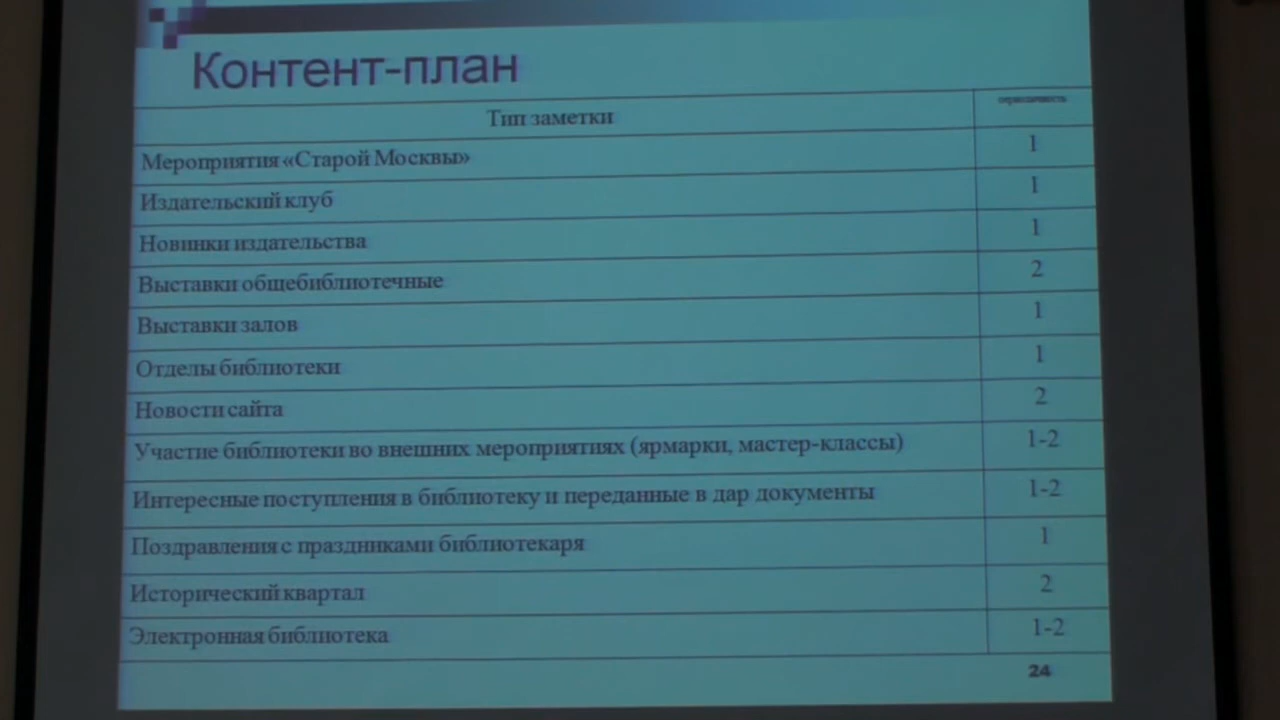 Контент-план
Тип заметки
Мероприятия «Старой Москвы» 1
Издательский клуб 1
Новинки издательства 1
Выставки общебиблиотечные 2
Выставки залов 1
Отделы библиотеки 1
Новости сайта 2
Участие библиотеки во внешних мероприятиях (ярмарки, мастер-классы) 1-2
Интересные поступления в библиотеку и переданные в дар документы 1-2
Поздравления с праздниками библиотекаря 1
Исторический квартал 2
Электронная библиотека 1-2
24